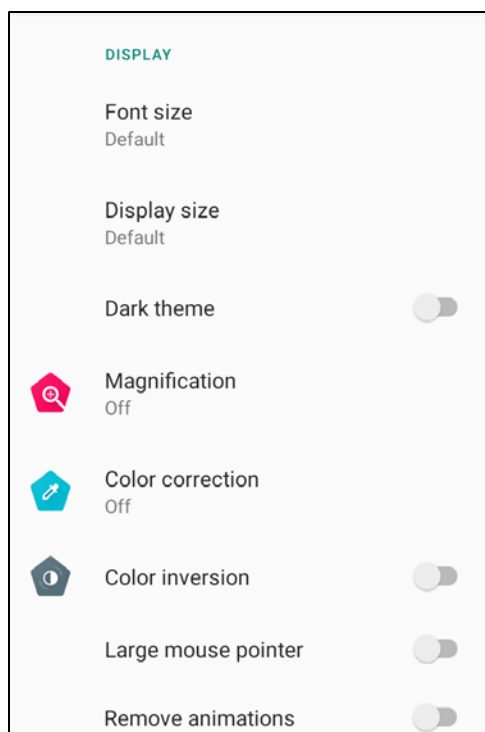 DISPLAY
Font size
Default
Display size
Default
Dark theme
Magnification
Off
Color correction
Off
Color inversion
Large mouse pointer
Remove animations